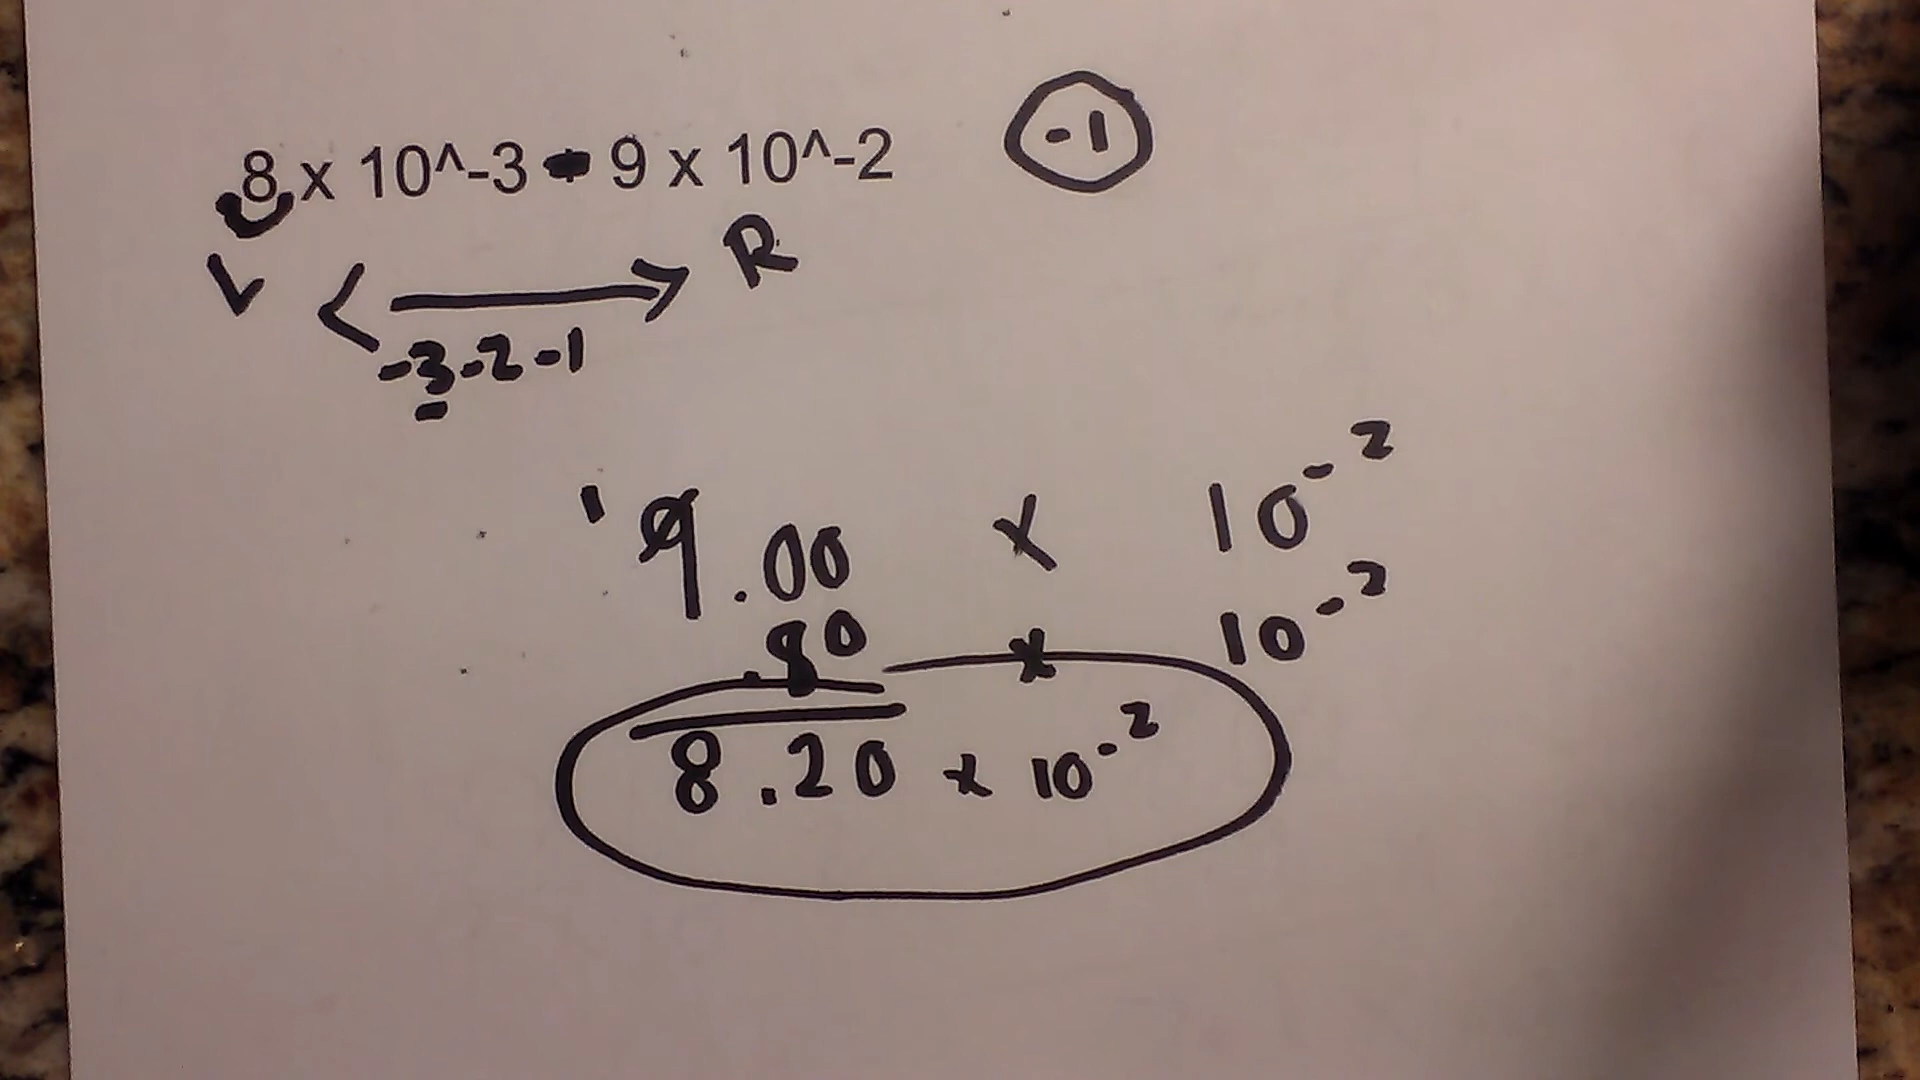 8 x 10^-3 - 9 x 10^-2
-1
L R
-3 -2 -1
9.00 x 10-2
.80 x 10-2
8.20 x 10-2